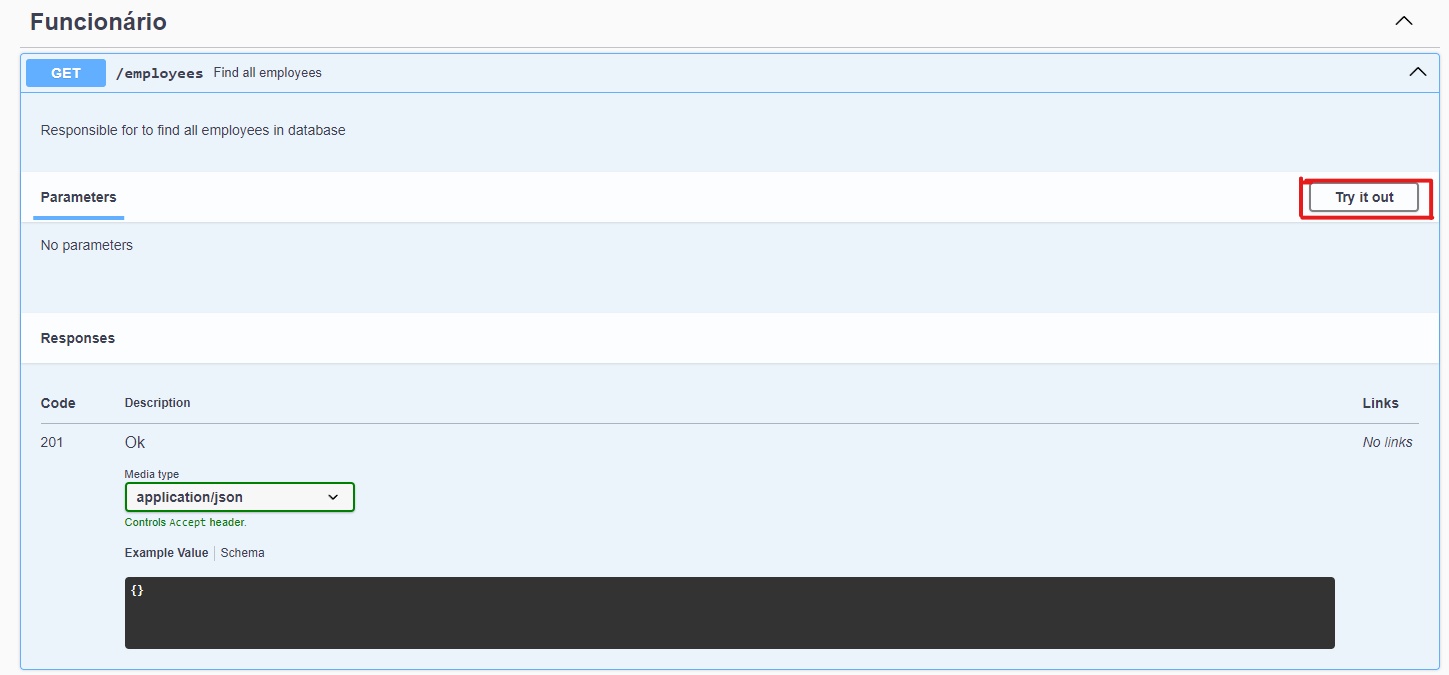 Funcionário
GET /employees Find all employees
Responsible for to find all employees in database
Parameters
Try it out
No parameters
Responses
Code Description Links
201 Ok No links
Media type
application/json
Controls Accept header.
Example Value Schema
{}